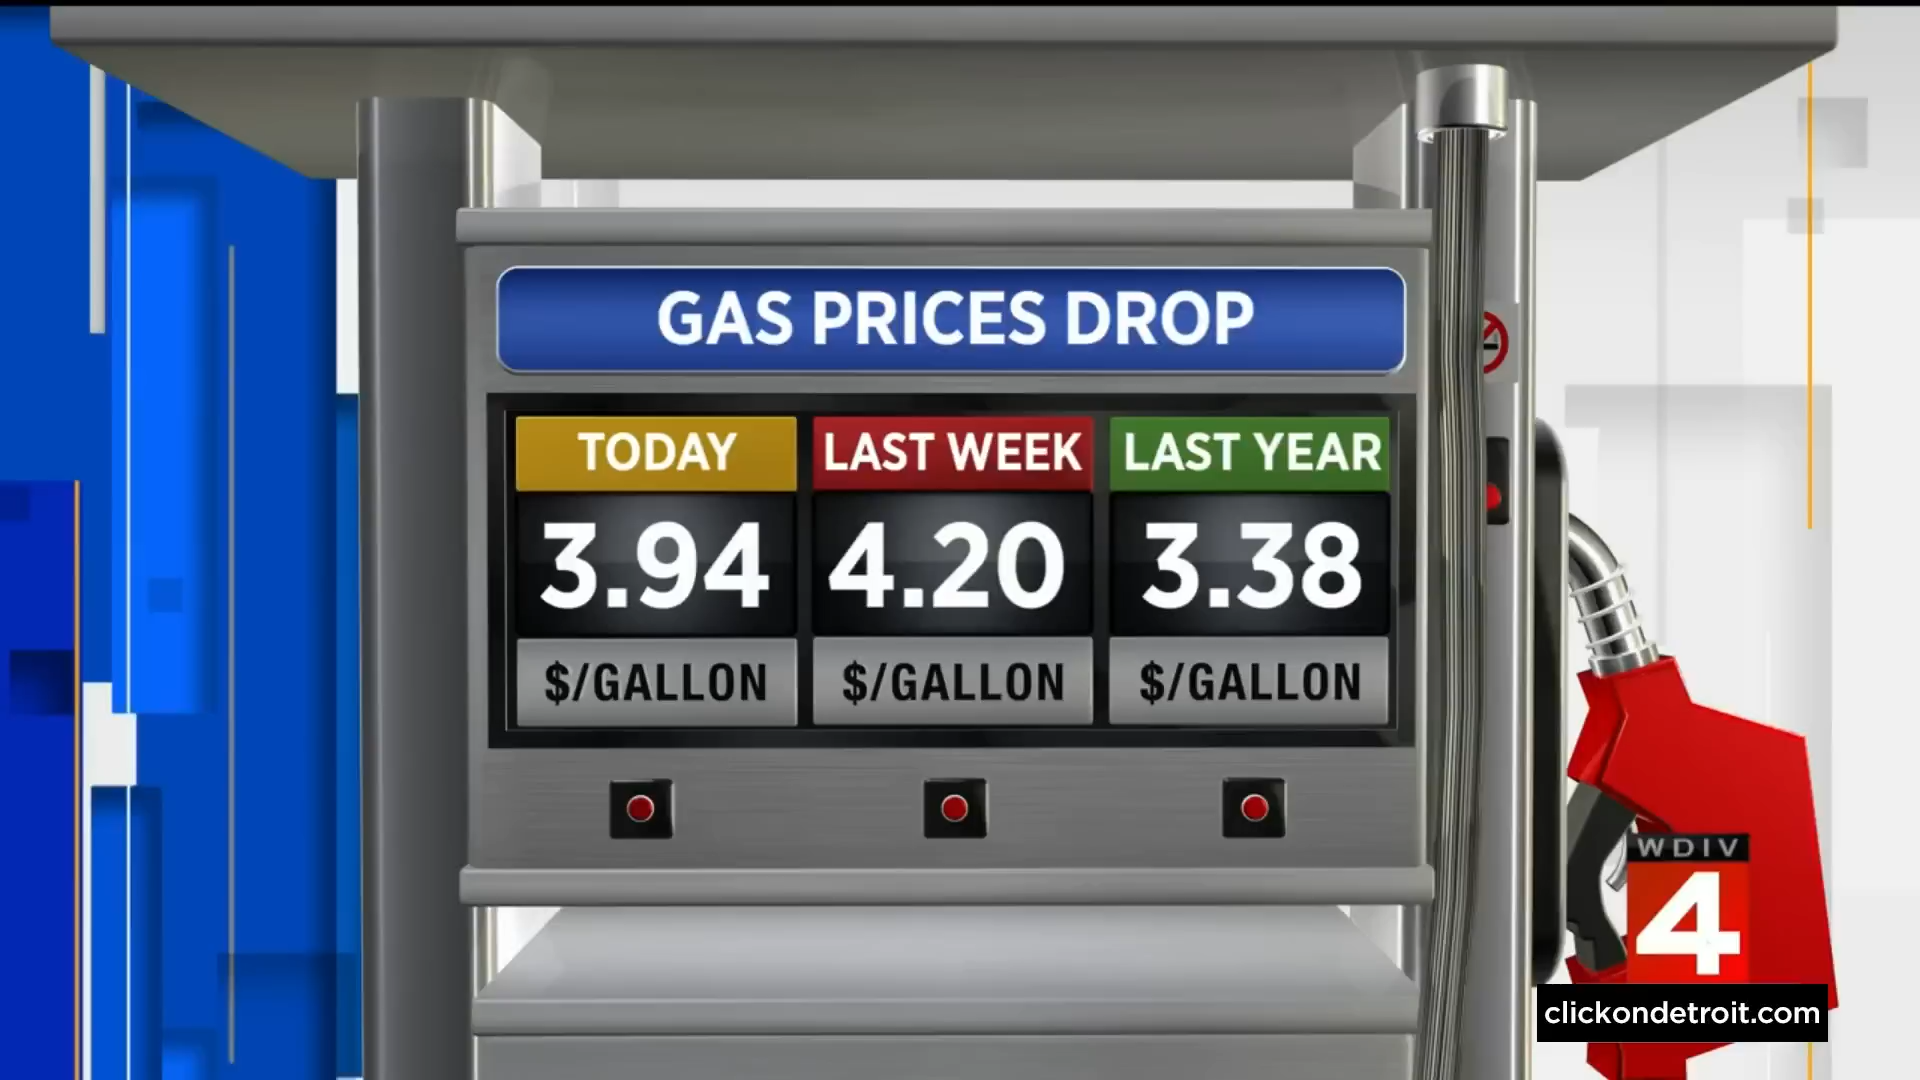 GAS PRICES DROP
TODAY LAST WEEK LAST YEAR
3.94 4.20 3.38
$/GALLON $/GALLON $/GALLON
WDIV
4
clickondetroit.com